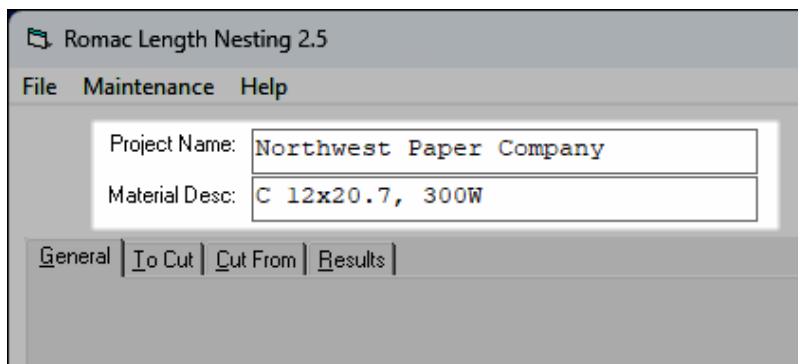 Romac Length Nesting 2.5
File Maintenance Help
Project Name: Northwest Paper Company
Material Desc: C 12x20.7, 300W
General To Cut Cut From Results